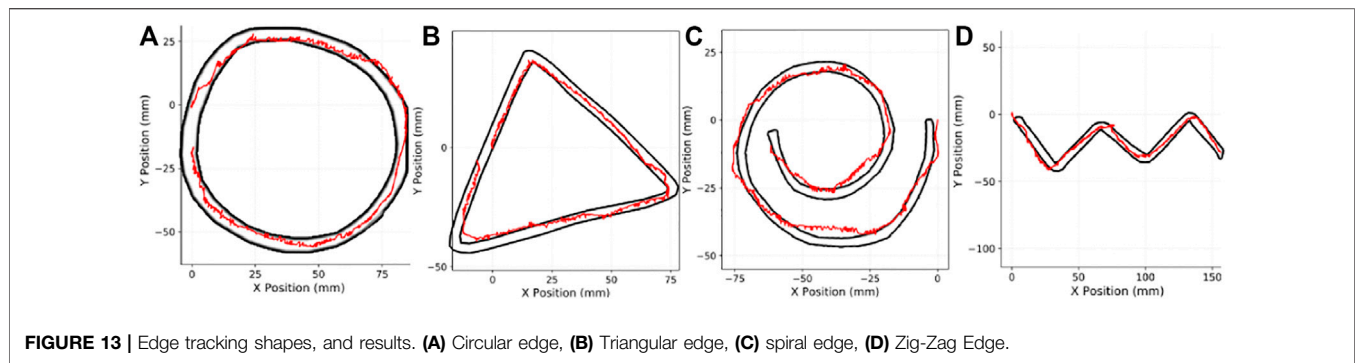 A
25
0
−25
−50
Y Position (mm)
0
25
50
75
X Position (mm)
B
0
−50
Y Position (mm)
0
25
50
75
X Position (mm)
C
25
0
−25
−50
Y Position (mm)
−75
−50
−25
0
X Position (mm)
D
50
0
−50
−100
Y Position (mm)
0
50
100
150
X Position (mm)
FIGURE 13 | Edge tracking shapes, and results. (A) Circular edge, (B) Triangular edge, (C) spiral edge, (D) Zig-Zag Edge.